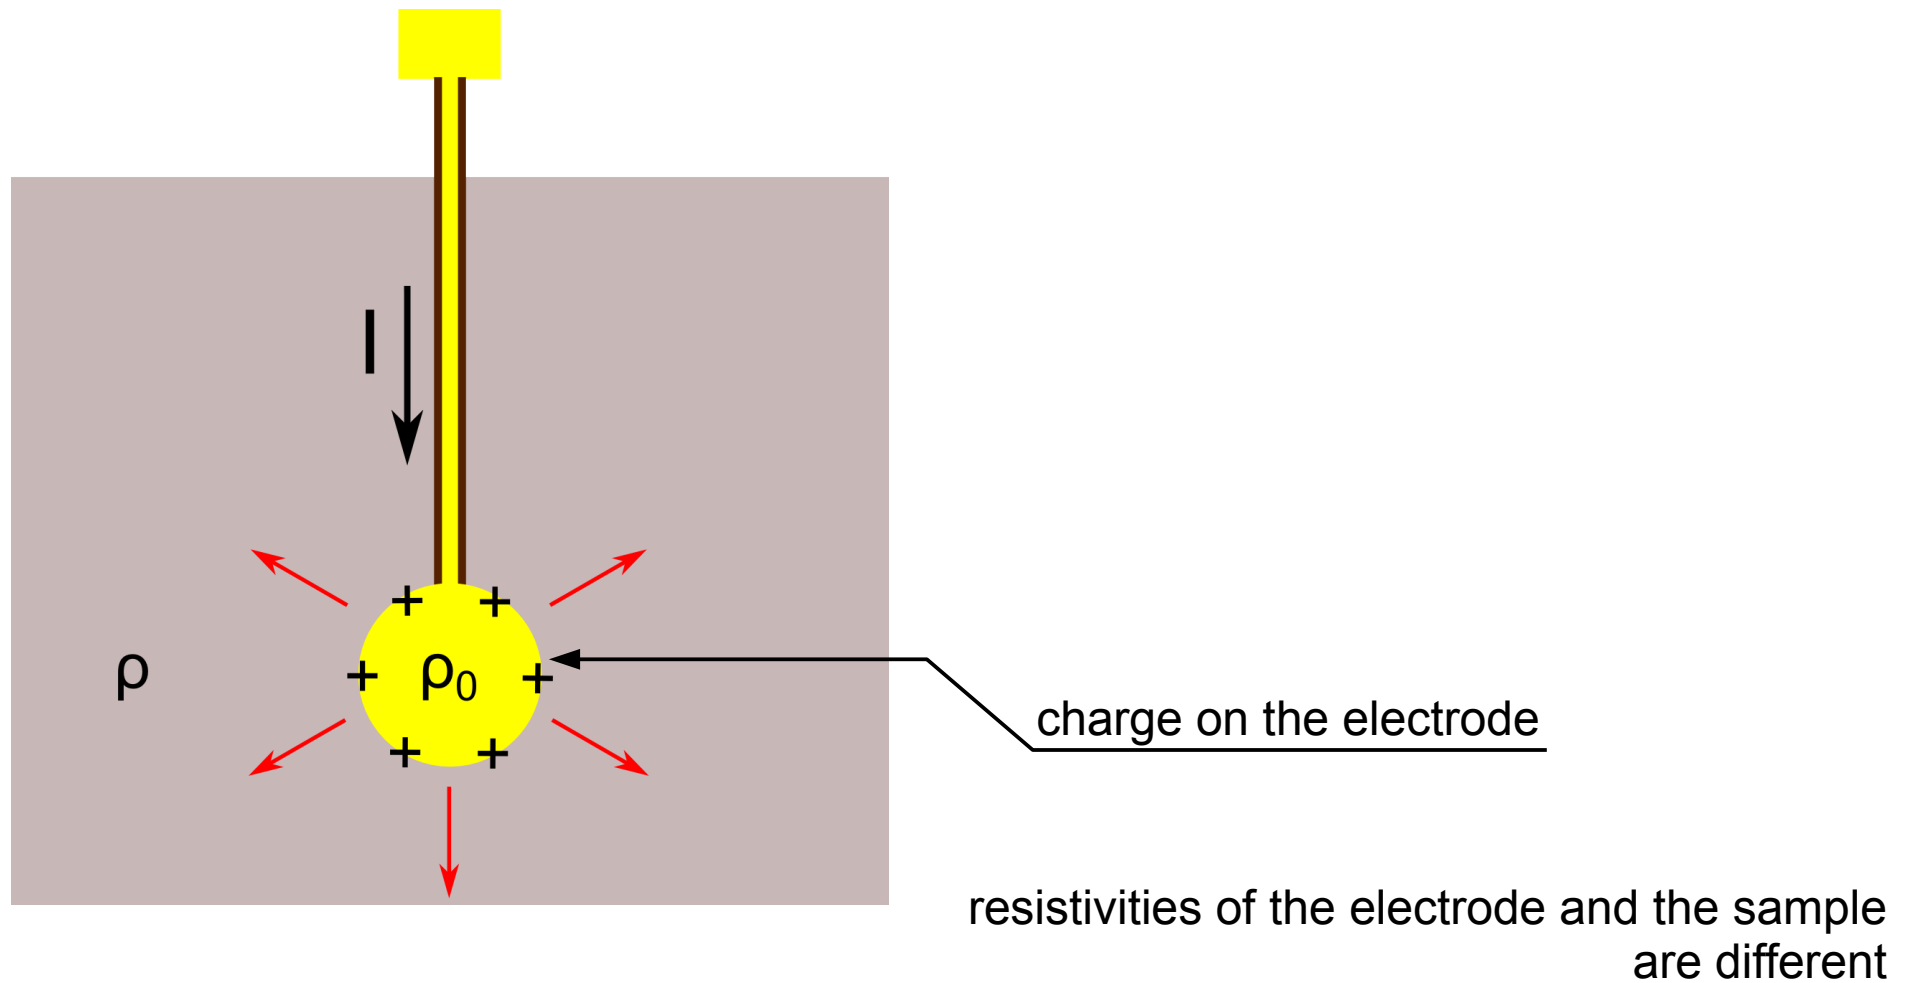 I
ρ
ρ₀
charge on the electrode
resistivities of the electrode and the sample
are different